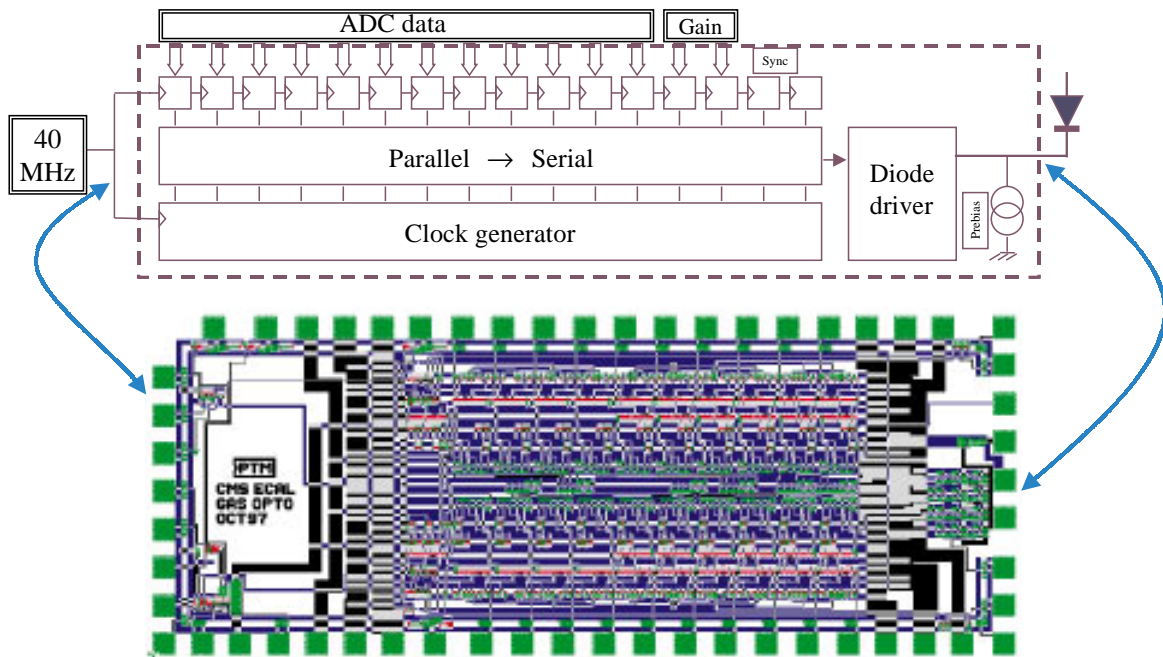 ADC data
Gain
Sync
40
MHz
Parallel → Serial
Diode
driver
Prebias
Clock generator
PTM
CMS ECAL
GAS OPTO
OCT97